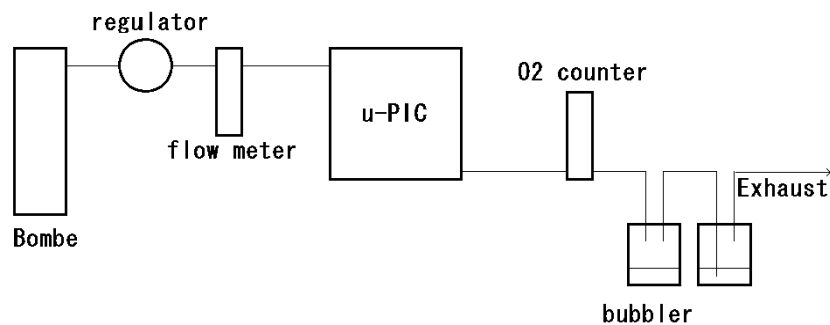 regulator
O2 counter
u-PIC
flow meter
Exhaust
Bombe
bubbler